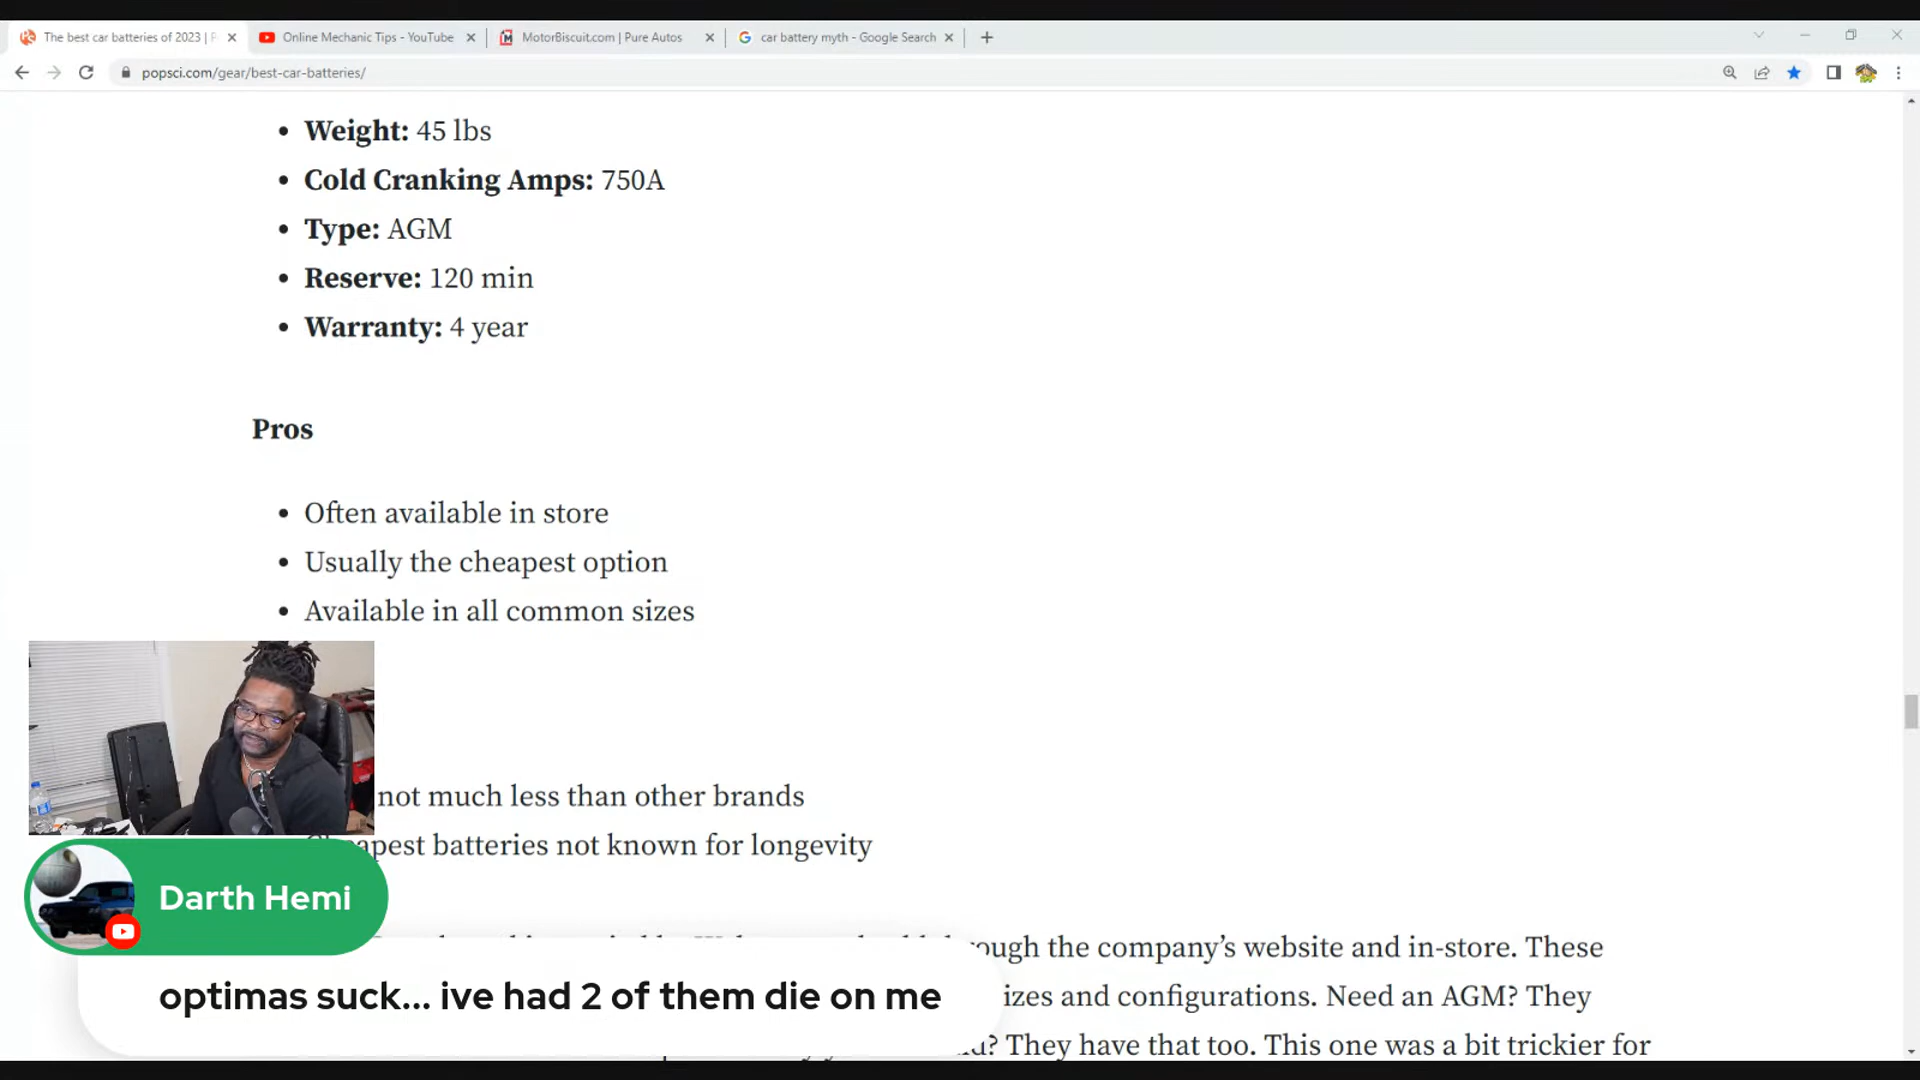 The best car batteries of 2023 |
Online Mechanic Tips - YouTube
MotorBiscuit.com | Pure Autos
car battery myth - Google Search
popsci.com/gear/best-car-batteries/
• Weight: 45 lbs
• Cold Cranking Amps: 750A
• Type: AGM
• Reserve: 120 min
• Warranty: 4 year
Pros
• Often available in store
• Usually the cheapest option
• Available in all common sizes
not much less than other brands
Cheapest batteries not known for longevity
Darth Hemi
through the company’s website and in-store. These
optimas suck... ive had 2 of them die on me
sizes and configurations. Need an AGM? They
They have that too. This one was a bit trickier for